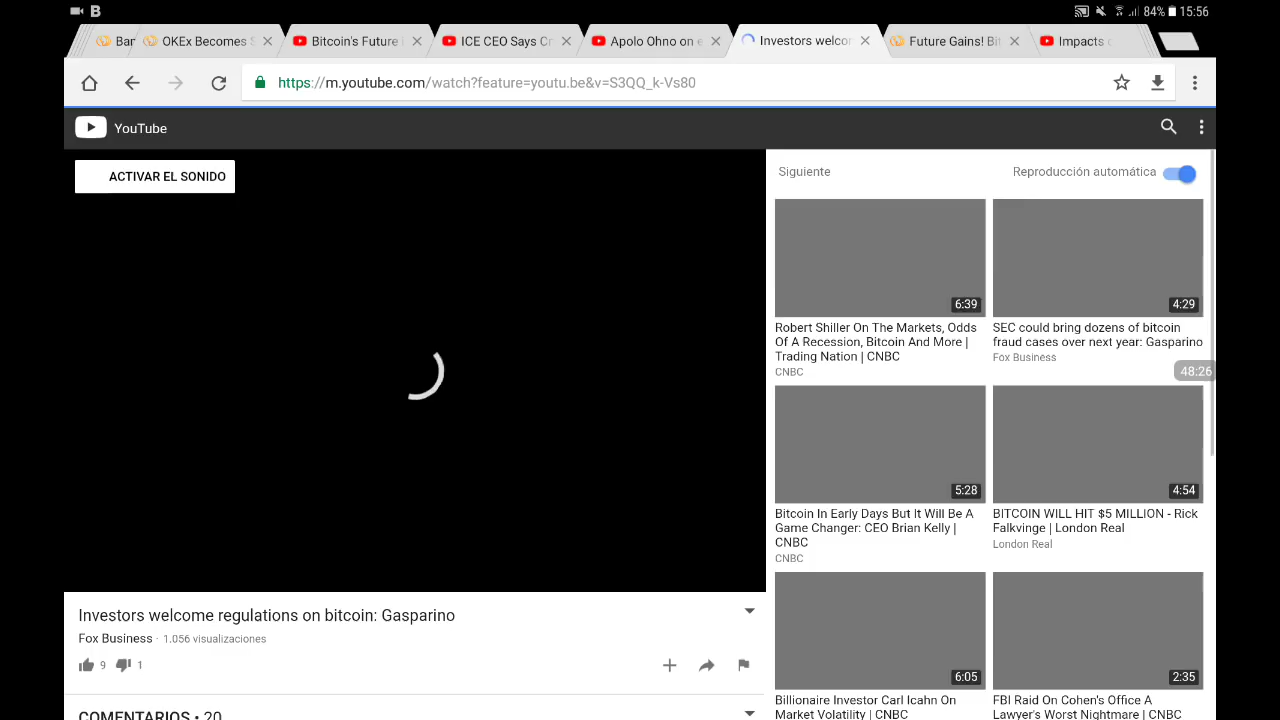 B 84% 15:56
Bar OKEx Becomes Bitcoin's Future ICE CEO Says Cr Apolo Ohno on e Investors welcor Future Gains! Bit Impacts
https://m.youtube.com/watch?feature=youtu.be&v=S3QQ_k-Vs80
YouTube
ACTIVAR EL SONIDO
Siguiente Reproducción automática
6:39
Robert Shiller On The Markets, Odds
Of A Recession, Bitcoin And More |
Trading Nation | CNBC
CNBC
4:29
SEC could bring dozens of bitcoin
fraud cases over next year: Gasparino
Fox Business
48:26
5:28
Bitcoin In Early Days But It Will Be A
Game Changer: CEO Brian Kelly |
CNBC
CNBC
4:54
BITCOIN WILL HIT $5 MILLION - Rick
Falkvinge | London Real
London Real
6:05
Billionaire Investor Carl Icahn On
Market Volatility | CNBC
2:35
FBI Raid On Cohen's Office A
Lawyer's Worst Nightmare | CNBC
Investors welcome regulations on bitcoin: Gasparino
Fox Business · 1.056 visualizaciones
9 1
COMENTARIOS • 20